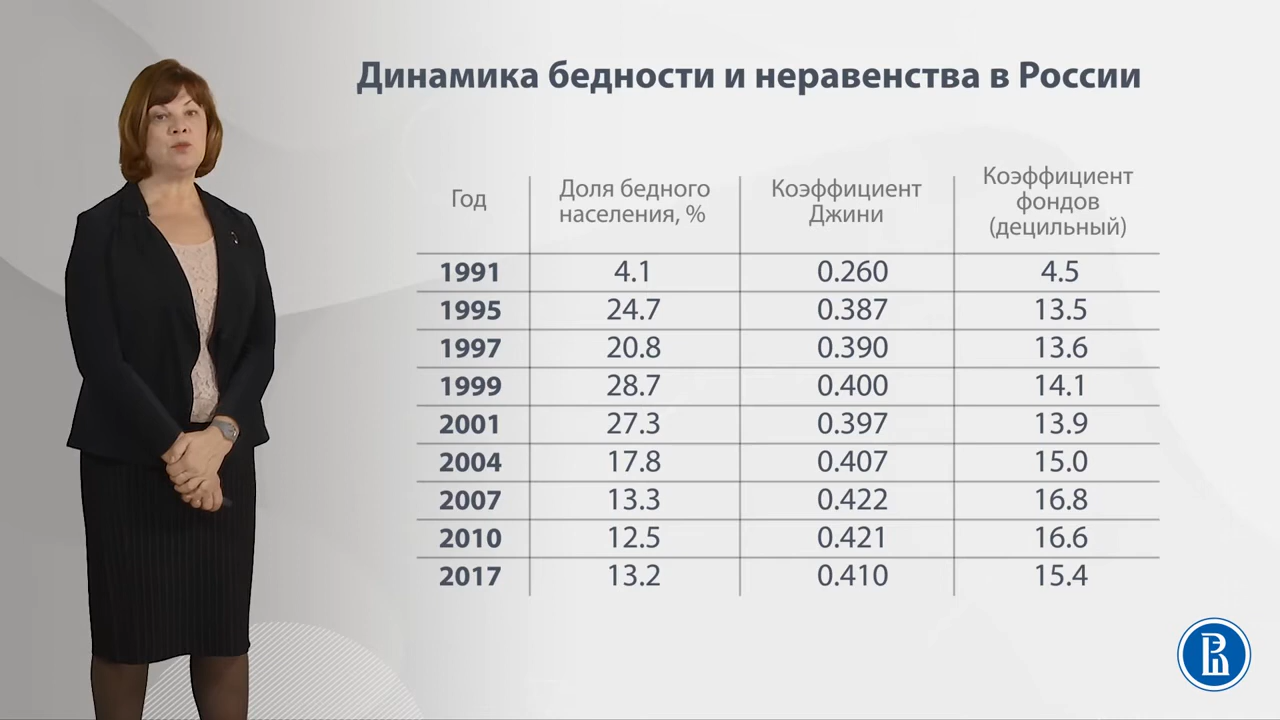 Динамика бедности и неравенства в России
Год
Доля бедного
населения, %
Коэффициент
Джини
Коэффициент
фондов
(децильный)
1991 4.1 0.260 4.5
1995 24.7 0.387 13.5
1997 20.8 0.390 13.6
1999 28.7 0.400 14.1
2001 27.3 0.397 13.9
2004 17.8 0.407 15.0
2007 13.3 0.422 16.8
2010 12.5 0.421 16.6
2017 13.2 0.410 15.4